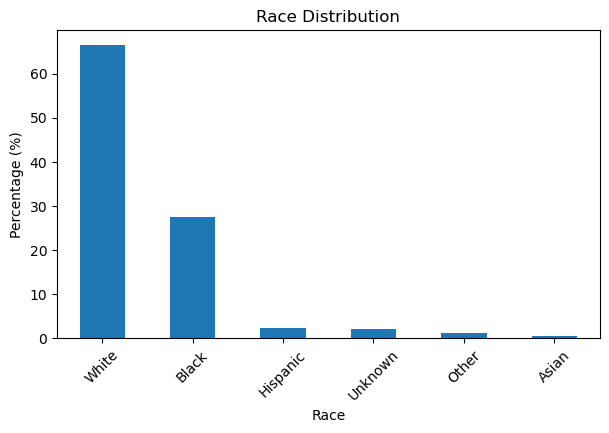 Race Distribution
Percentage (%)
60
50
40
30
20
10
0
White
Black
Hispanic
Unknown
Other
Asian
Race